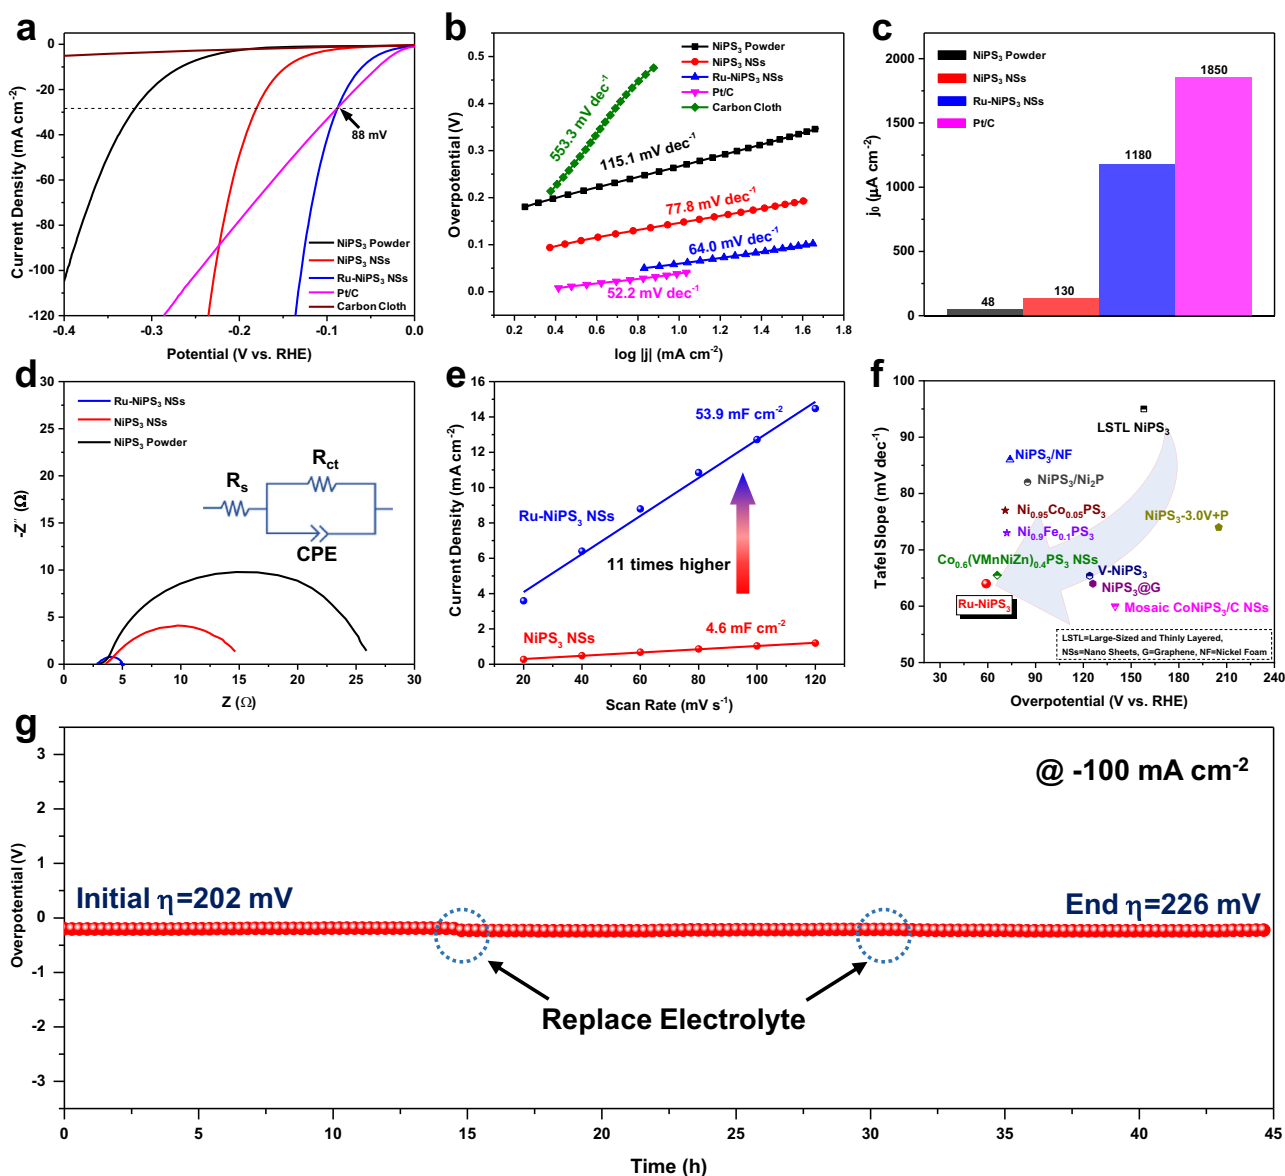 a
0
-20
-40
-60
-80
-100
-120
-0.4
-0.3
-0.2
-0.1
0.0
Current Density (mA cm⁻²)
Potential (V vs. RHE)
88 mV
NiPS₃ Powder
NiPS₃ NSs
Ru-NiPS₃ NSs
Pt/C
Carbon Cloth
b
0.5
0.4
0.3
0.2
0.1
0.0
0.0
0.2
0.4
0.6
0.8
1.0
1.2
1.4
1.6
1.8
Overpotential (V)
log |j| (mA cm⁻²)
NiPS₃ Powder
NiPS₃ NSs
Ru-NiPS₃ NSs
Pt/C
Carbon Cloth
553.3 mV dec⁻¹
115.1 mV dec⁻¹
77.8 mV dec⁻¹
64.0 mV dec⁻¹
52.2 mV dec⁻¹
c
2000
1500
1000
500
0
j₀ (μA cm⁻²)
NiPS₃ Powder
NiPS₃ NSs
Ru-NiPS₃ NSs
Pt/C
48
130
1180
1850
d
30
25
20
15
10
5
0
0
5
10
15
20
25
30
-Z″ (Ω)
Z (Ω)
Ru-NiPS₃ NSs
NiPS₃ NSs
NiPS₃ Powder
Rₛ
R꜀ₜ
CPE
e
16
14
12
10
8
6
4
2
0
20
40
60
80
100
120
Current Density (mA cm⁻²)
Scan Rate (mV s⁻¹)
53.9 mF cm⁻²
Ru-NiPS₃ NSs
11 times higher
NiPS₃ NSs
4.6 mF cm⁻²
f
100
90
80
70
60
50
30
60
90
120
150
180
210
240
Tafel Slope (mV dec⁻¹)
Overpotential (V vs. RHE)
LSTL NiPS₃
NiPS₃/NF
NiPS₃/Ni₂P
Ni₀.₉₅Co₀.₀₅PS₃
NiPS₃-3.0V+P
Ni₀.₉Fe₀.₁PS₃
Co₀.₆(VMnNiZn)₀.₄PS₃ NSs
V-NiPS₃
NiPS₃@G
Ru-NiPS₃
Mosaic CoNiPS₃/C NSs
LSTL=Large-Sized and Thinly Layered,
NSs=Nano Sheets, G=Graphene, NF=Nickel Foam
g
3
2
1
0
-1
-2
-3
0
5
10
15
20
25
30
35
40
45
Overpotential (V)
Time (h)
@ -100 mA cm⁻²
Initial η=202 mV
End η=226 mV
Replace Electrolyte